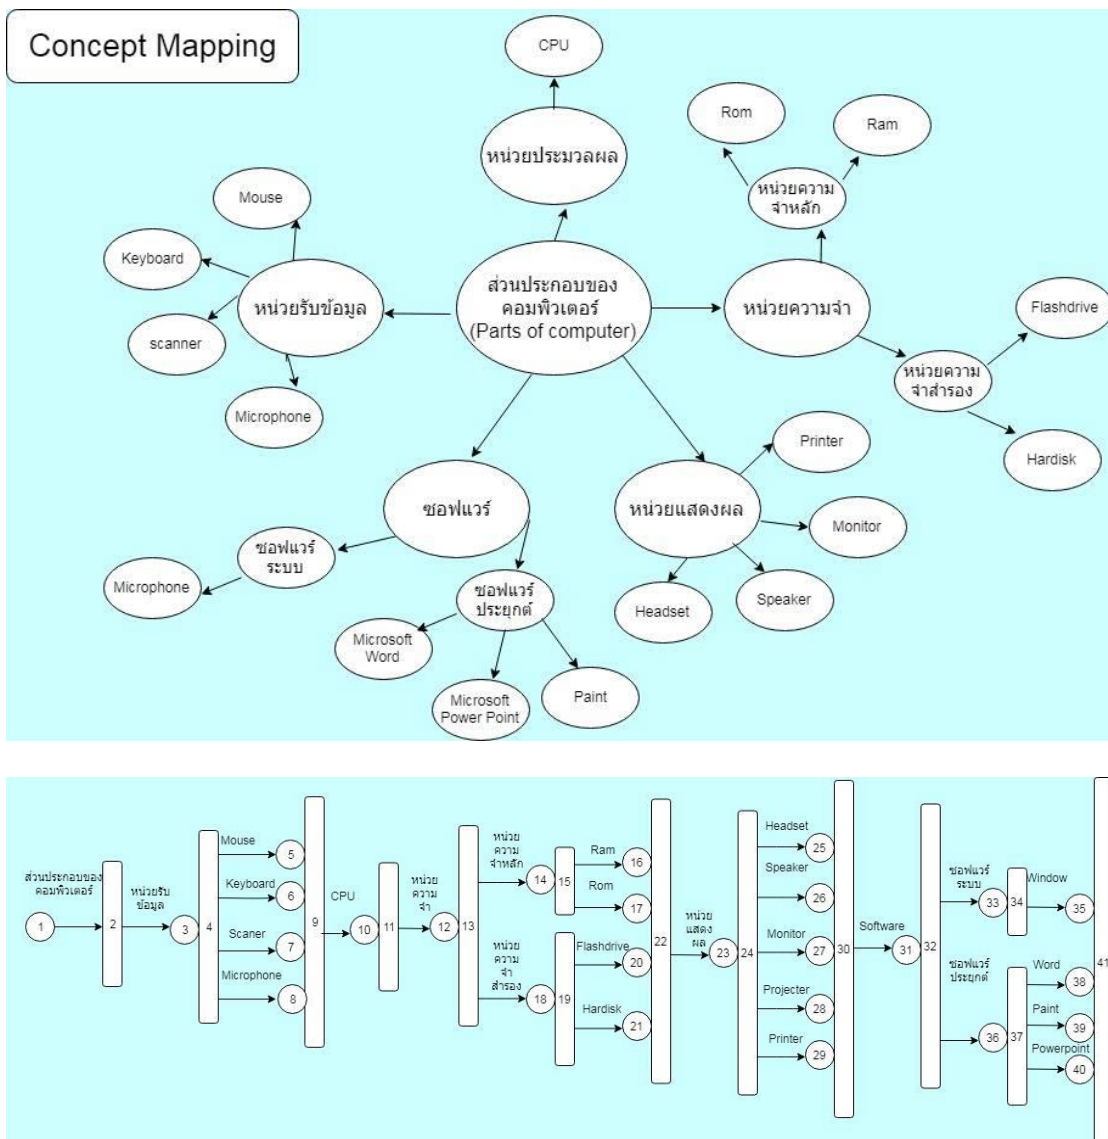 Concept Mapping
CPU
หน่วยประมวลผล
Rom
Ram
หน่วยความ
จำหลัก
Mouse
Keyboard
หน่วยรับข้อมูล
scanner
Microphone
ส่วนประกอบของ
คอมพิวเตอร์
(Parts of computer)
หน่วยความจำ
Flashdrive
หน่วยความ
จำสำรอง
Hardisk
Printer
หน่วยแสดงผล
Monitor
Speaker
Headset
ซอฟแวร์
ซอฟแวร์
ระบบ
Microphone
ซอฟแวร์
ประยุกต์
Microsoft
Word
Microsoft
Power Point
Paint
ส่วนประกอบของ
คอมพิวเตอร์
1
2
หน่วยรับ
ข้อมูล
3
4
Mouse
5
Keyboard
6
Scaner
7
Microphone
8
9
CPU
10
11
หน่วย
ความ
จำ
12
13
หน่วย
ความ
จำหลัก
14
15
Ram
16
Rom
17
หน่วย
ความ
จำ
สำรอง
18
19
Flashdrive
20
Hardisk
21
22
หน่วย
แสดง
ผล
23
24
Headset
25
Speaker
26
Monitor
27
Projecter
28
Printer
29
30
Software
31
32
ซอฟแวร์
ระบบ
33
34
Window
35
ซอฟแวร์
ประยุกต์
36
37
Word
38
Paint
39
Powerpoint
40
41